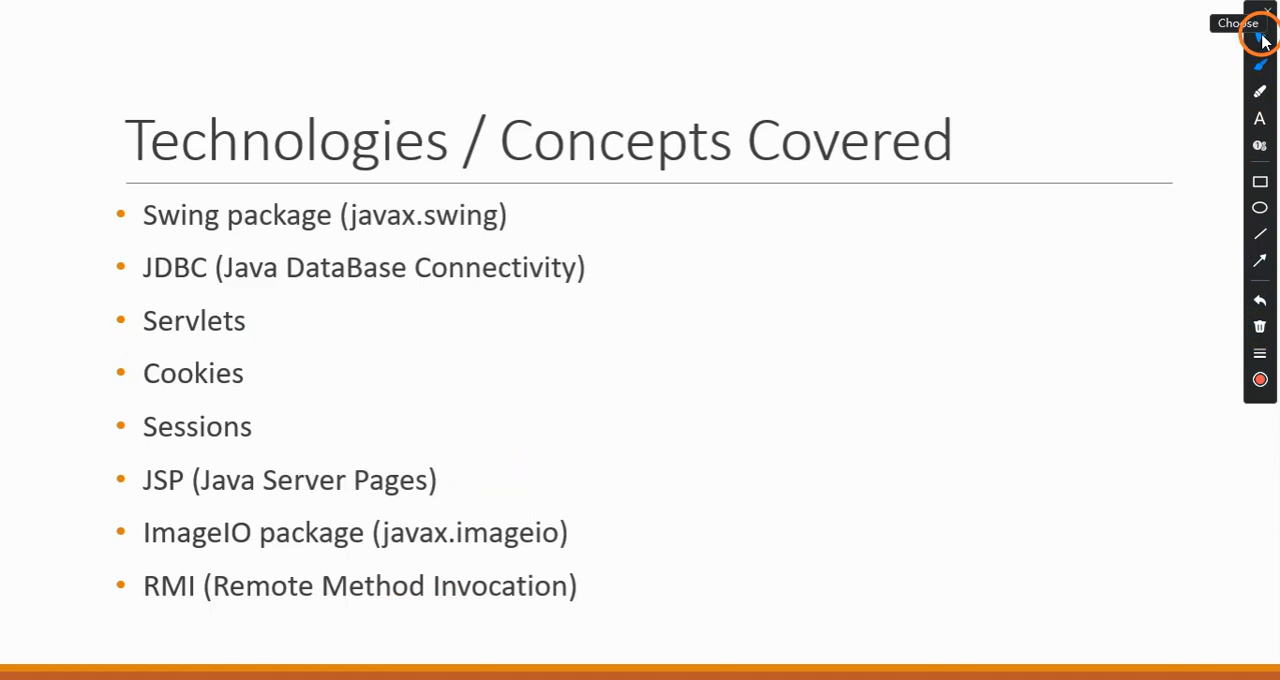 Choose
Technologies / Concepts Covered
• Swing package (javax.swing)
• JDBC (Java DataBase Connectivity)
• Servlets
• Cookies
• Sessions
• JSP (Java Server Pages)
• ImageIO package (javax.imageio)
• RMI (Remote Method Invocation)
A